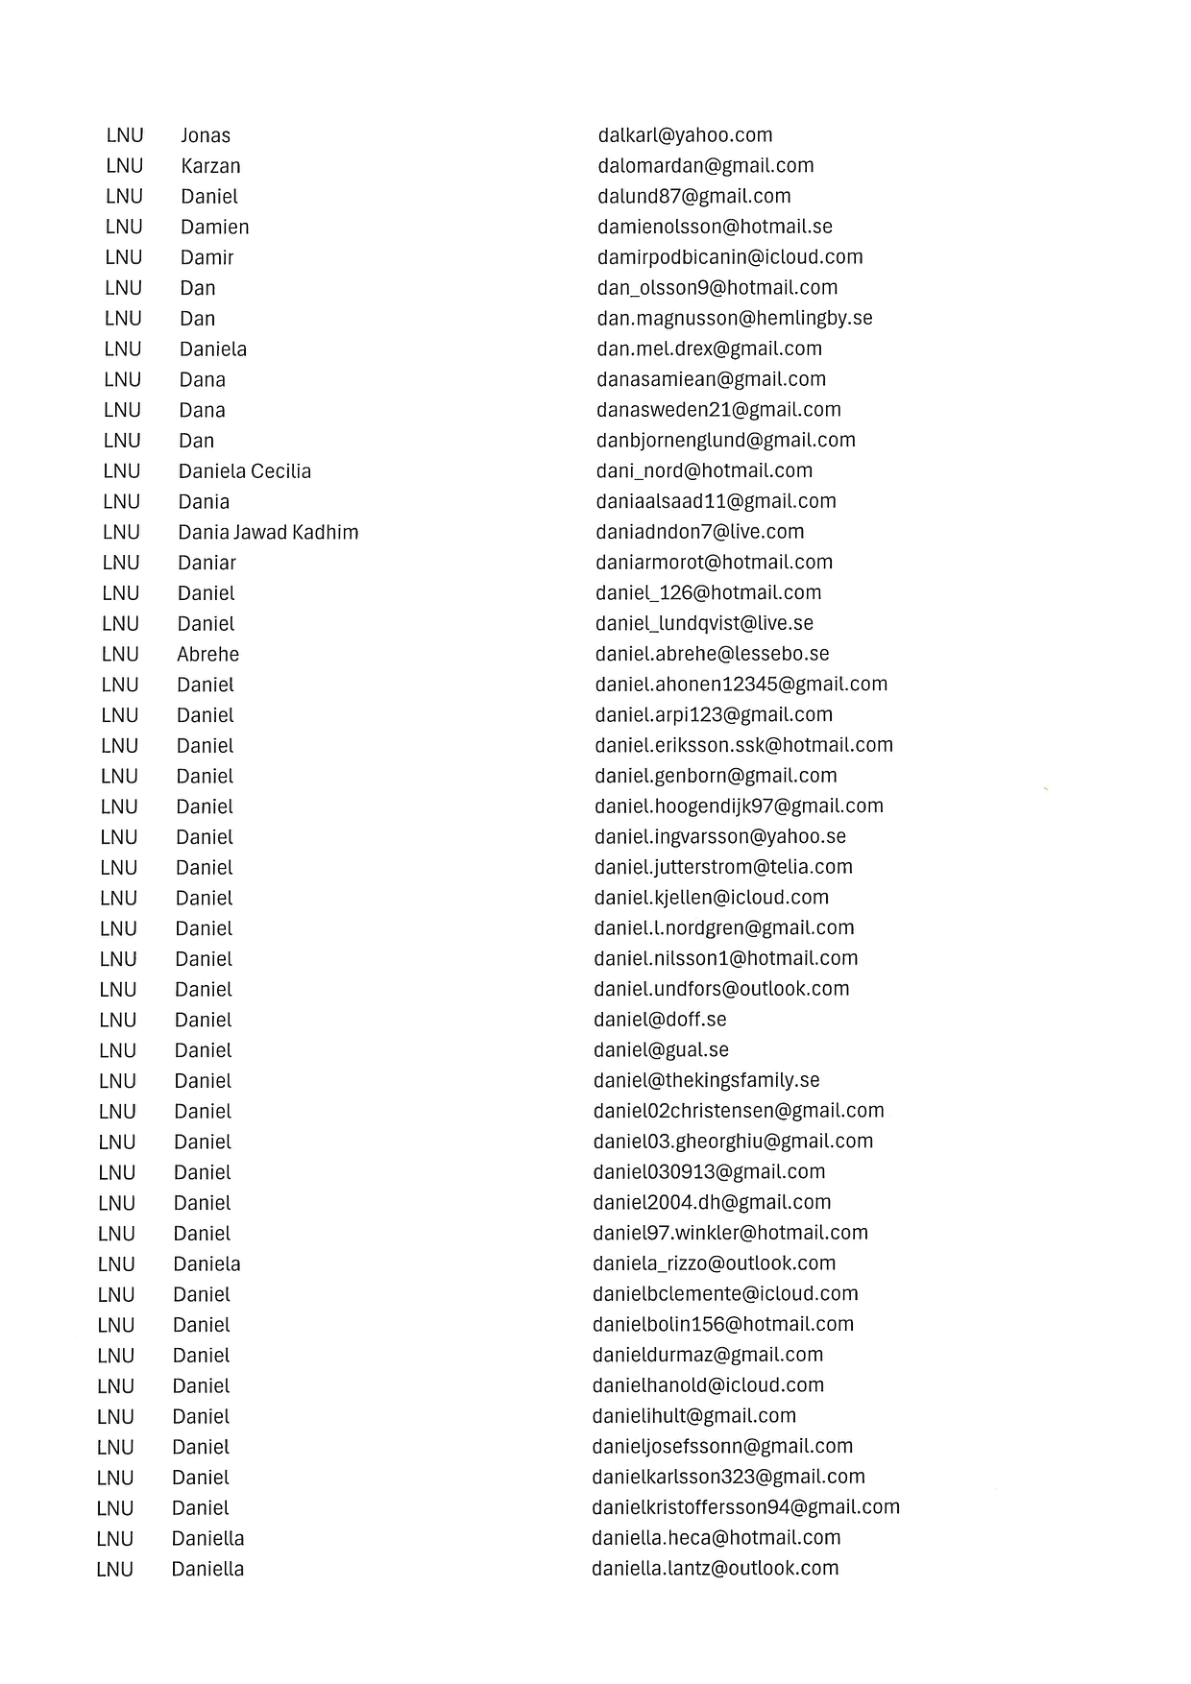 LNU Jonas dalkarl@yahoo.com
LNU Karzan dalomardan@gmail.com
LNU Daniel dalund87@gmail.com
LNU Damien damienolsson@hotmail.se
LNU Damir damirpodbicanin@icloud.com
LNU Dan dan_olsson9@hotmail.com
LNU Dan dan.magnusson@hemlingby.se
LNU Daniela dan.mel.drex@gmail.com
LNU Dana danasamiean@gmail.com
LNU Dana danasweden21@gmail.com
LNU Dan danbjornenglund@gmail.com
LNU Daniela Cecilia dani_nord@hotmail.com
LNU Dania daniaalsaad11@gmail.com
LNU Dania Jawad Kadhim daniadndon7@live.com
LNU Daniar daniarmorot@hotmail.com
LNU Daniel daniel_126@hotmail.com
LNU Daniel daniel_lundqvist@live.se
LNU Abrehe daniel.abrehe@lessebo.se
LNU Daniel daniel.ahonen12345@gmail.com
LNU Daniel daniel.arpi123@gmail.com
LNU Daniel daniel.eriksson.ssk@hotmail.com
LNU Daniel daniel.genborn@gmail.com
LNU Daniel daniel.hoogendijk97@gmail.com
LNU Daniel daniel.ingvarsson@yahoo.se
LNU Daniel daniel.jutterstrom@telia.com
LNU Daniel daniel.kjellen@icloud.com
LNU Daniel daniel.l.nordgren@gmail.com
LNU Daniel daniel.nilsson1@hotmail.com
LNU Daniel daniel.undfors@outlook.com
LNU Daniel daniel@doff.se
LNU Daniel daniel@gual.se
LNU Daniel daniel@thekingsfamily.se
LNU Daniel daniel02christensen@gmail.com
LNU Daniel daniel03.gheorghiu@gmail.com
LNU Daniel daniel030913@gmail.com
LNU Daniel daniel2004.dh@gmail.com
LNU Daniel daniel97.winkler@hotmail.com
LNU Daniela daniela_rizzo@outlook.com
LNU Daniel danielbclemente@icloud.com
LNU Daniel danielbolin156@hotmail.com
LNU Daniel danieldurmaz@gmail.com
LNU Daniel danielhanold@icloud.com
LNU Daniel danielihult@gmail.com
LNU Daniel danieljosefssonn@gmail.com
LNU Daniel danielkarlsson323@gmail.com
LNU Daniel danielkristoffersson94@gmail.com
LNU Daniella daniella.heca@hotmail.com
LNU Daniella daniella.lantz@outlook.com